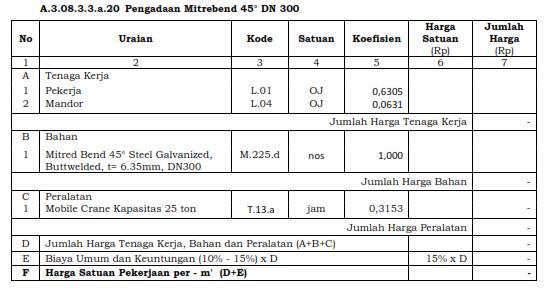 A.3.08.3.3.a.20 Pengadaan Mitrebend 45° DN 300
No Uraian Kode Satuan Koefisien Harga Satuan (Rp) Jumlah Harga (Rp)
1 2 3 4 5 6 7
A Tenaga Kerja
1 Pekerja L.01 OJ 0,6305
2 Mandor L.04 OJ 0,0631
Jumlah Harga Tenaga Kerja -
B Bahan
1 Mitred Bend 45° Steel Galvanized, M.225.d nos 1,000
Buttwelded, t= 6.35mm, DN300
Jumlah Harga Bahan -
C Peralatan
1 Mobile Crane Kapasitas 25 ton T.13.a jam 0,3153
Jumlah Harga Peralatan -
D Jumlah Harga Tenaga Kerja, Bahan dan Peralatan (A+B+C) -
E Biaya Umum dan Keuntungan (10% - 15%) x D 15% x D -
F Harga Satuan Pekerjaan per - m' (D+E) -